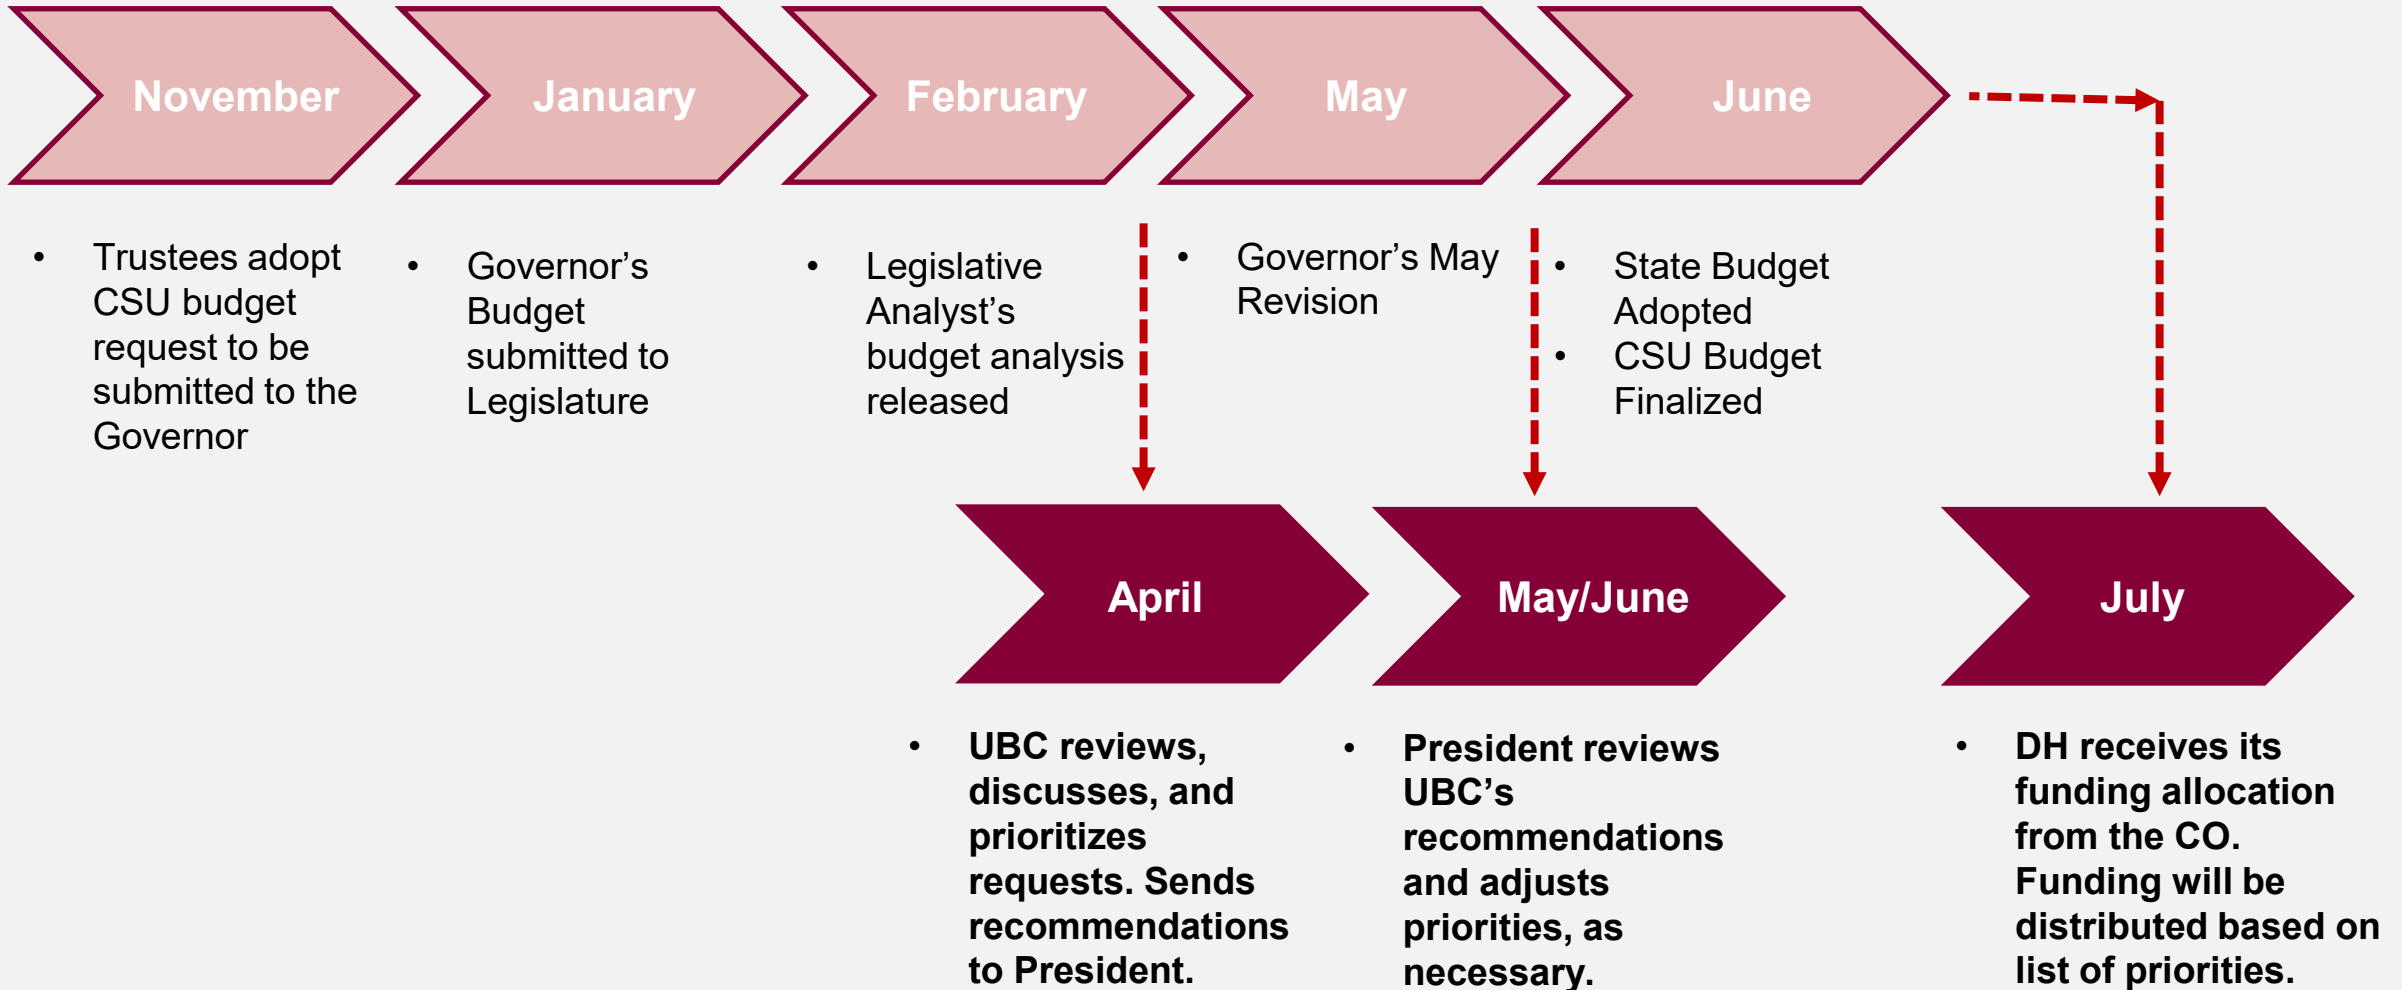 November
January
February
May
June
• Trustees adopt
CSU budget
request to be
submitted to the
Governor
• Governor’s
Budget
submitted to
Legislature
• Legislative
Analyst’s
budget analysis
released
• Governor’s May
Revision
• State Budget
Adopted
• CSU Budget
Finalized
April
May/June
July
• UBC reviews,
discusses, and
prioritizes
requests. Sends
recommendations
to President.
• President reviews
UBC’s
recommendations
and adjusts
priorities, as
necessary.
• DH receives its
funding allocation
from the CO.
Funding will be
distributed based on
list of priorities.